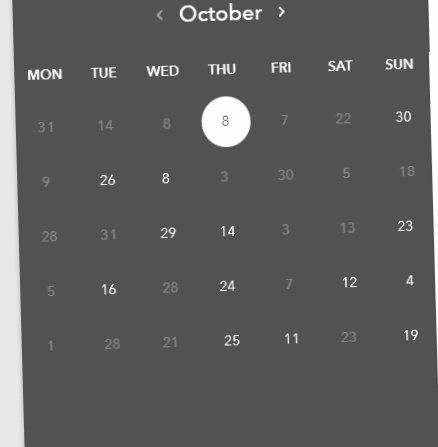 ‹ October ›
MON TUE WED THU FRI SAT SUN
31 14 8 8 7 22 30
9 26 8 3 30 5 18
28 31 29 14 3 13 23
5 16 28 24 7 12 4
1 28 21 25 11 23 19